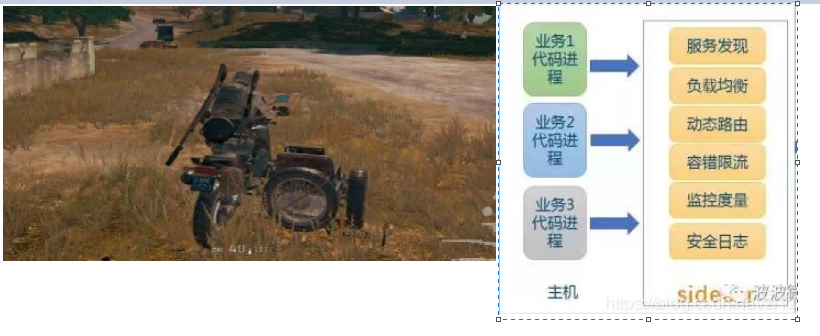 业务1
代码进
程
业务2
代码进
程
业务3
代码进
程
主机
服务发现
负载均衡
动态路由
容错限流
监控度量
安全日志